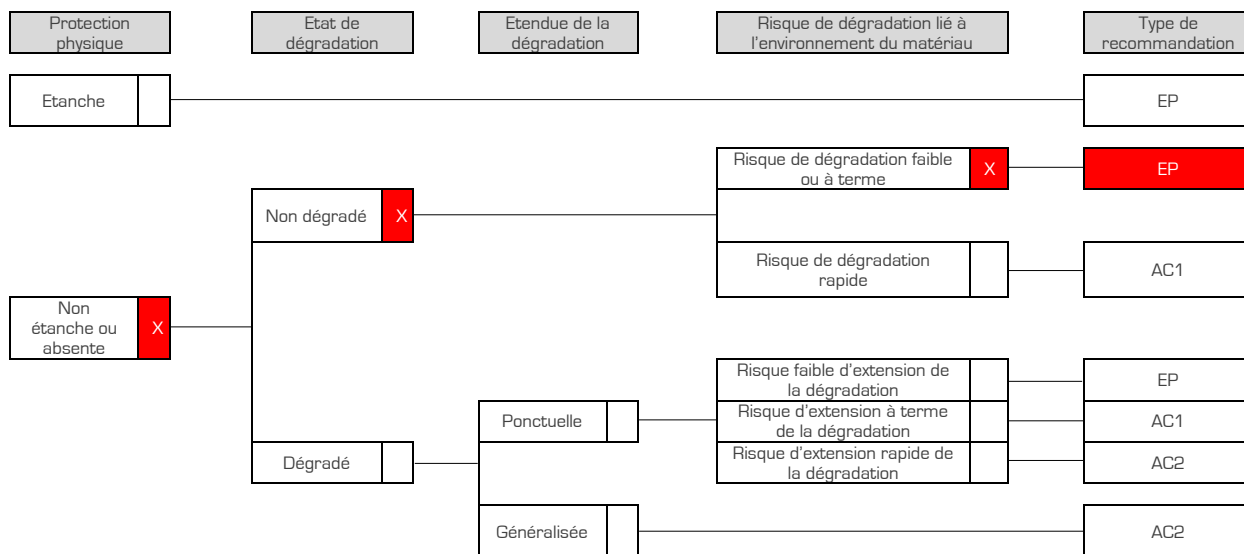 Protection
physique
Etat de
dégradation
Etendue de la
dégradation
Risque de dégradation lié à
l'environnement du matériau
Type de
recommandation
Etanche
EP
Risque de dégradation faible
ou à terme
X
EP
Non dégradé
X
Risque de dégradation
rapide
AC1
Non
étanche ou
absente
X
Risque faible d'extension de
la dégradation
EP
Ponctuelle
Risque d'extension à terme
de la dégradation
AC1
Dégradé
Risque d'extension rapide de
la dégradation
AC2
Généralisée
AC2